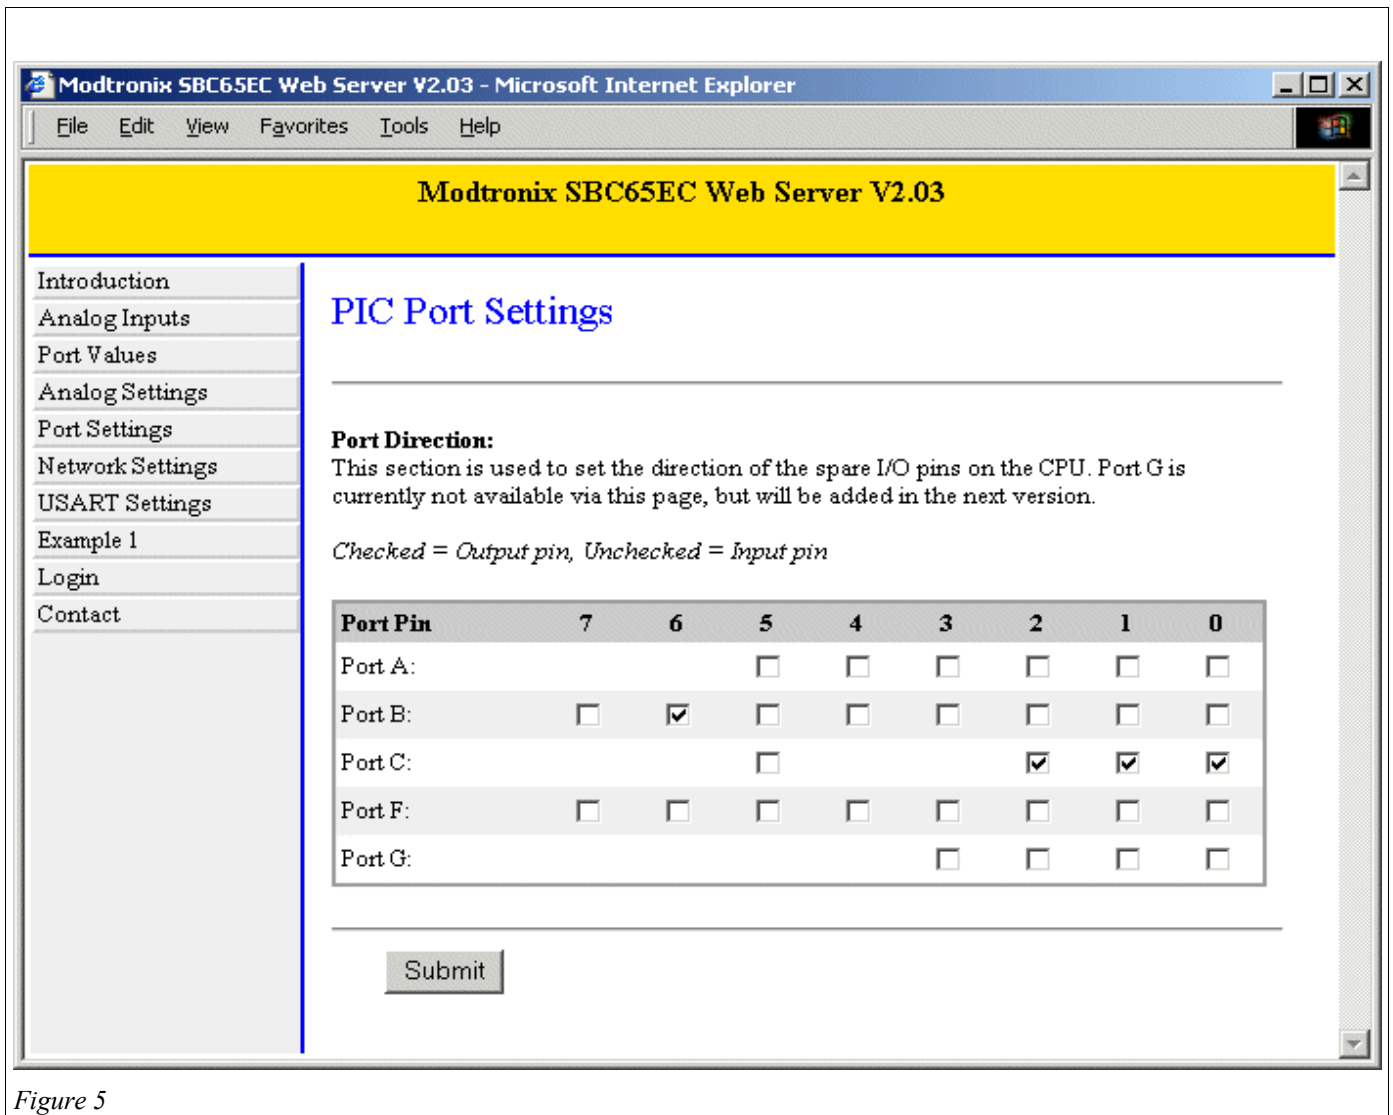 Modtronix SBC65EC Web Server V2.03 - Microsoft Internet Explorer
File Edit View Favorites Tools Help
Modtronix SBC65EC Web Server V2.03
Introduction
Analog Inputs
Port Values
Analog Settings
Port Settings
Network Settings
USART Settings
Example 1
Login
Contact
PIC Port Settings
Port Direction:
This section is used to set the direction of the spare I/O pins on the CPU. Port G is
currently not available via this page, but will be added in the next version.
Checked = Output pin, Unchecked = Input pin
Port Pin 7 6 5 4 3 2 1 0
Port A:
Port B:
Port C:
Port F:
Port G:
Submit
Figure 5